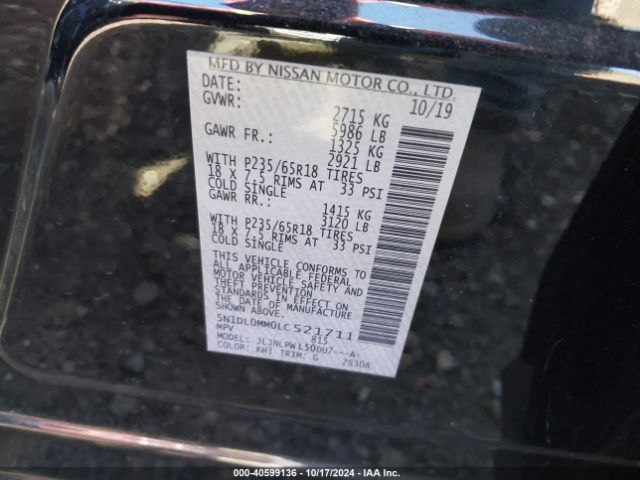 MFD BY NISSAN MOTOR CO., LTD.
DATE: 10/19
GVWR: 2715 KG
5986 LB
GAWR FR.: 1325 KG
2921 LB
WITH P235/65R18 TIRES
18 X 7.5 RIMS AT 33 PSI
COLD SINGLE
GAWR RR.: 1415 KG
3120 LB
WITH P235/65R18 TIRES
18 X 7.5 RIMS AT 33 PSI
COLD SINGLE
THIS VEHICLE CONFORMS TO
ALL APPLICABLE FEDERAL
MOTOR VEHICLE SAFETY AND
THEFT PREVENTION
STANDARDS IN EFFECT ON
THE DATE OF MANUFACTURE
SHOWN ABOVE.
5N1DL0MM0LC521711
MPV 815
MODEL: JLJNLPWL50DU7---A-
COLOR: KH3 TRIM: G 2630A
000-40599136 - 10/17/2024 - IAA Inc.